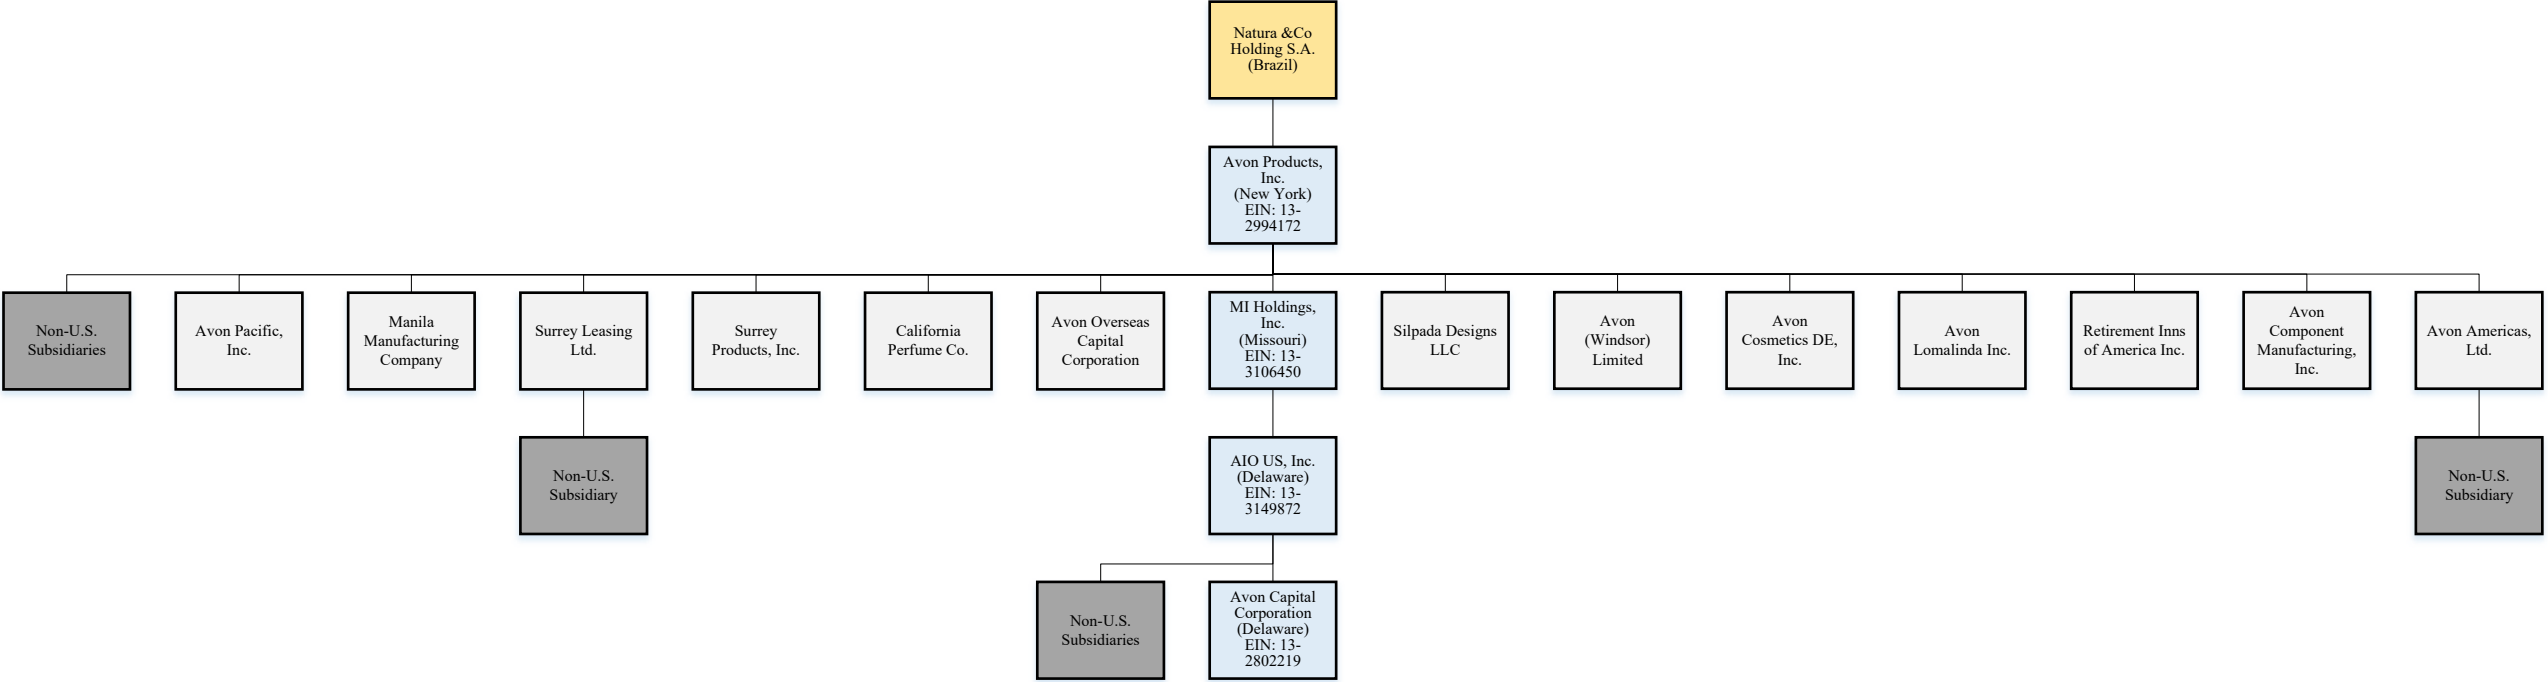 Natura &Co
Holding S.A.
(Brazil)
Avon Products,
Inc.
(New York)
EIN: 13-
2994172
Non-U.S.
Subsidiaries
Avon Pacific,
Inc.
Manila
Manufacturing
Company
Surrey Leasing
Ltd.
Surrey
Products, Inc.
California
Perfume Co.
Avon Overseas
Capital
Corporation
MI Holdings,
Inc.
(Missouri)
EIN: 13-
3106450
Silpada Designs
LLC
Avon
(Windsor)
Limited
Avon
Cosmetics DE,
Inc.
Avon
Lomalinda Inc.
Retirement Inns
of America Inc.
Avon
Component
Manufacturing,
Inc.
Avon Americas,
Ltd.
Non-U.S.
Subsidiary
AIO US, Inc.
(Delaware)
EIN: 13-
3149872
Non-U.S.
Subsidiary
Non-U.S.
Subsidiaries
Avon Capital
Corporation
(Delaware)
EIN: 13-
2802219